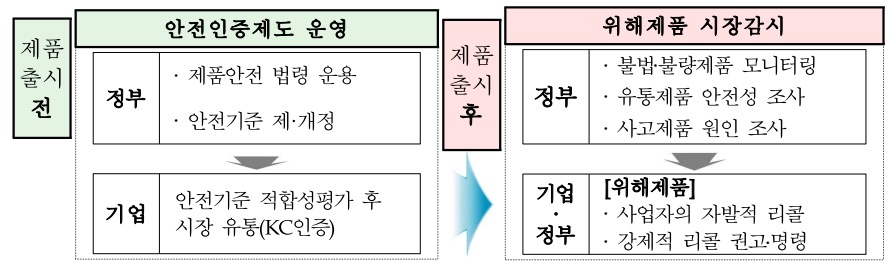 제품
출시
전
안전인증제도 운영
정부
· 제품안전 법령 운용
· 안전기준 제·개정
기업
안전기준 적합성평가 후
시장 유통(KC인증)
제품
출시
후
위해제품 시장감시
정부
· 불법·불량제품 모니터링
· 유통제품 안전성 조사
· 사고제품 원인 조사
기업
·
정부
[위해제품]
· 사업자의 자발적 리콜
· 강제적 리콜 권고·명령